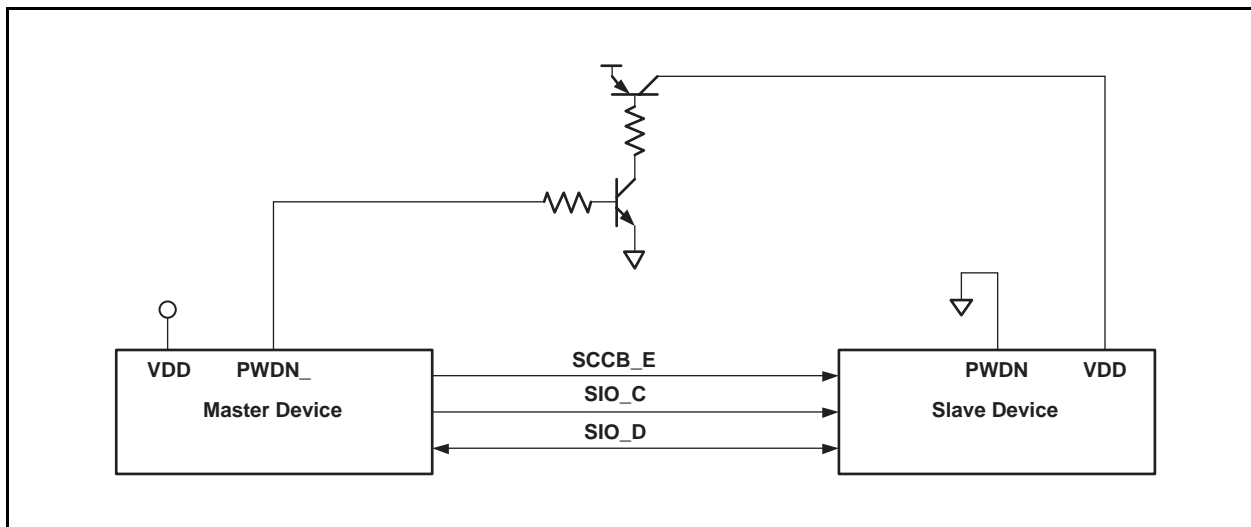 VDD
PWDN_
Master Device
SCCB_E
SIO_C
SIO_D
PWDN
VDD
Slave Device